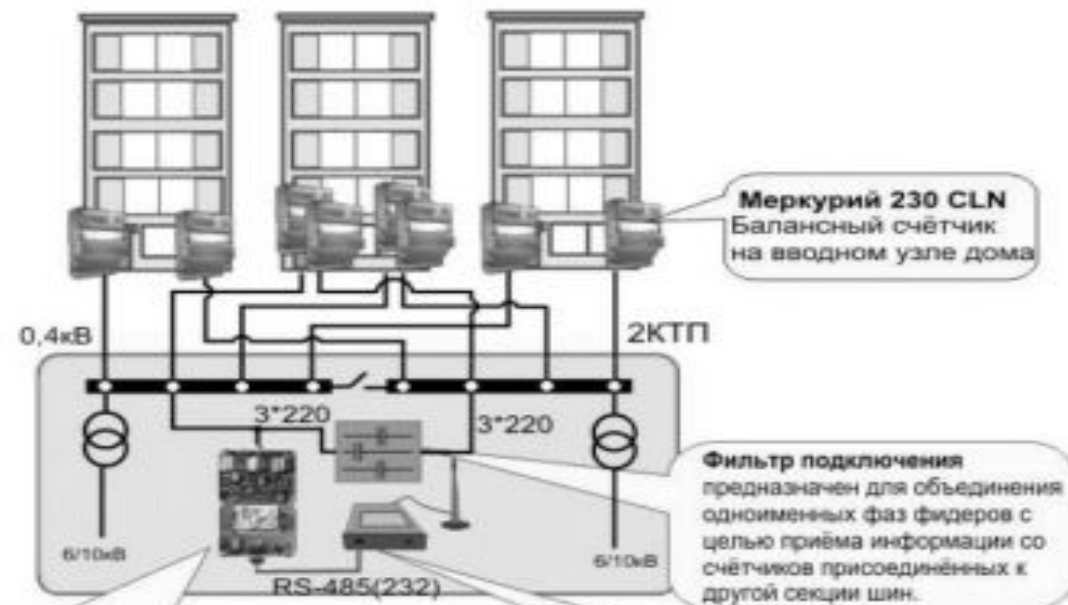 Меркурий 230 CLN
Балансный счётчик
на вводном узле дома
0,4кВ
2КТП
3*220
3*220
Фильтр подключения
предназначен для объединения
одноименных фаз фидеров с
целью приёма информации со
счётчиков присоединённых к
другой секции шин.
6/10кВ
6/10кВ
RS-485(232)